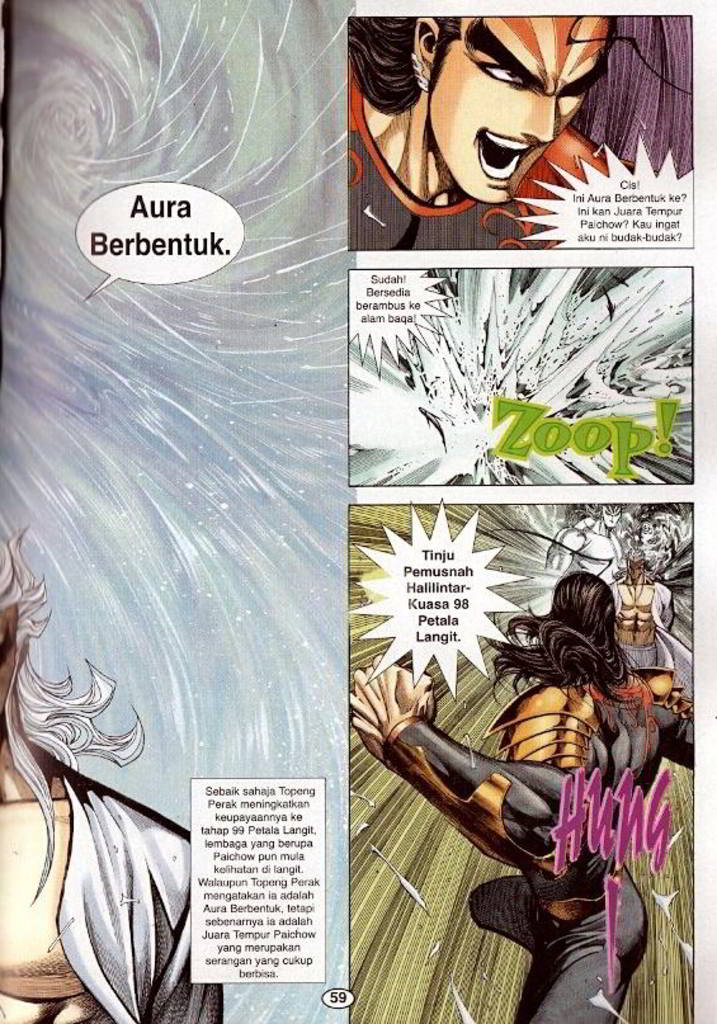 Aura
Berbentuk.
Sebaik sahaja Topeng
Perak meningkatkan
keupayaannya ke
tahap 99 Petala Langit,
lembaga yang berupa
Paichow pun mula
kelihatan di langit.
Walaupun Topeng Perak
mengatakan ia adalah
Aura Berbentuk, tetapi
sebenarnya ia adalah
Juara Tempur Paichow
yang merupakan
serangan yang cukup
berbisa.
Cis!
Ini Aura Berbentuk ke?
Ini kan Juara Tempur
Paichow? Kau ingat
aku ni budak-budak?
Sudah!
Bersedia
berambus ke
alam baqa!
Zoop!
Tinju
Pemusnah
Halilintar-
Kuasa 98
Petala
Langit.
HUNG
!
59